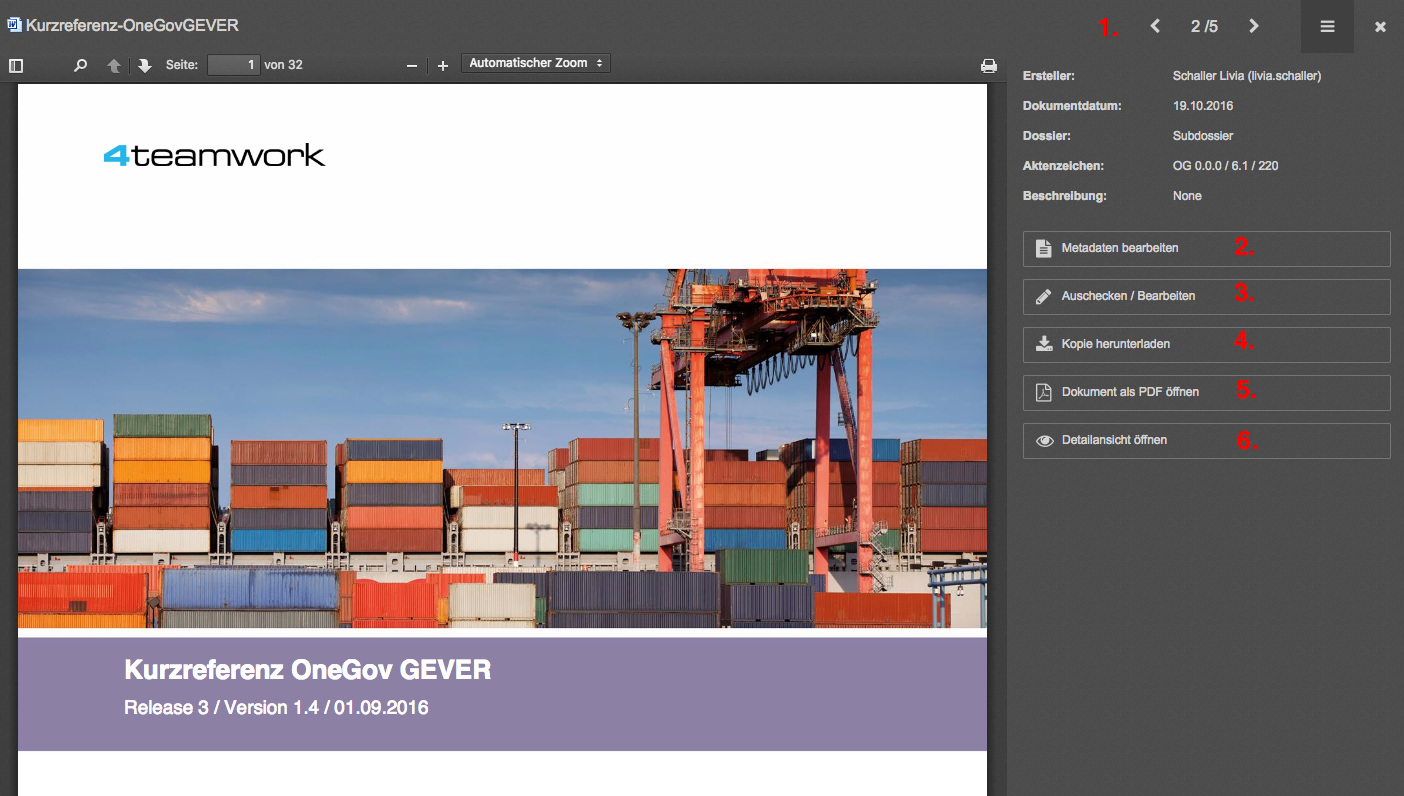 Kurzreferenz-OneGovGEVER
1.
2 /5
Seite:
1
von 32
Automatischer Zoom
Ersteller: Schaller Livia (livia.schaller)
Dokumentdatum: 19.10.2016
Dossier: Subdossier
Aktenzeichen: OG 0.0.0 / 6.1 / 220
Beschreibung: None
Metadaten bearbeiten 2.
Auschecken / Bearbeiten 3.
Kopie herunterladen 4.
Dokument als PDF öffnen 5.
Detailansicht öffnen 6.
4teamwork
Kurzreferenz OneGov GEVER
Release 3 / Version 1.4 / 01.09.2016